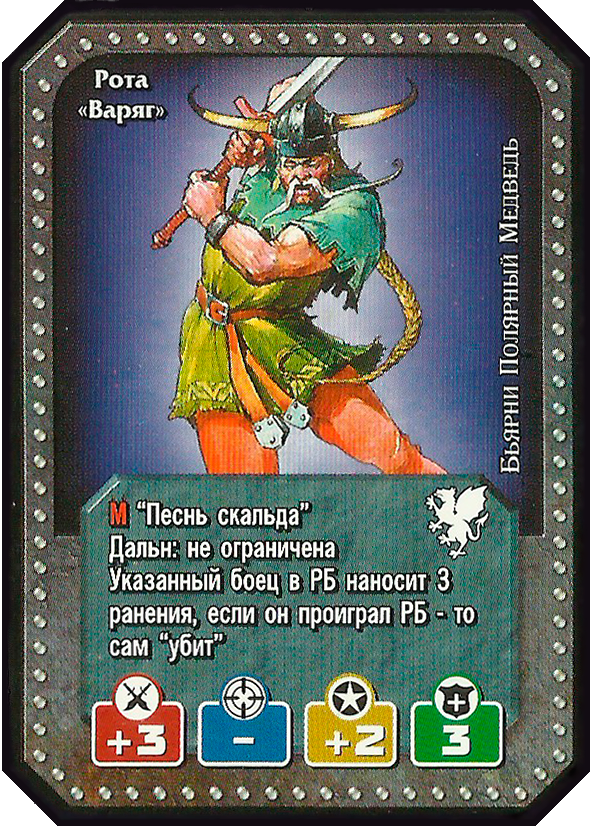 Рота
«Варяг»
Бьярни Полярный Медведь
М “Песнь скальда”
Дальн: не ограничена
Указанный боец в РБ наносит 3
ранения, если он проиграл РБ - то
сам “убит”
+3
-
+2
3